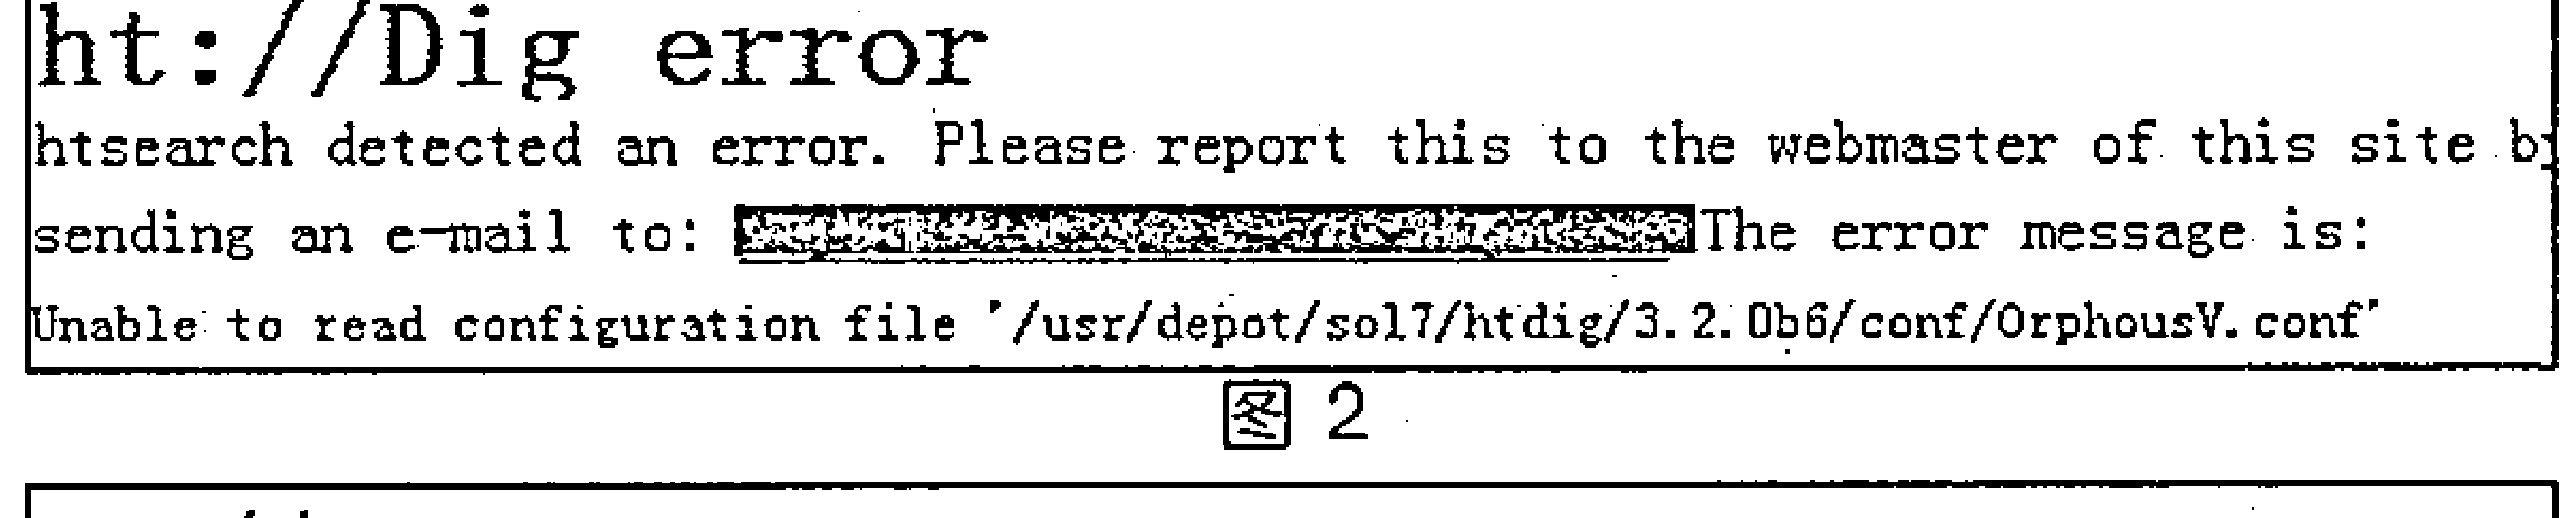 ht://Dig error
htsearch detected an error. Please report this to the webmaster of this site by
sending an e-mail to: The error message is:
Unable to read configuration file '/usr/depot/sol7/htdig/3.2.0b6/conf/OrphousV.conf'
图 2